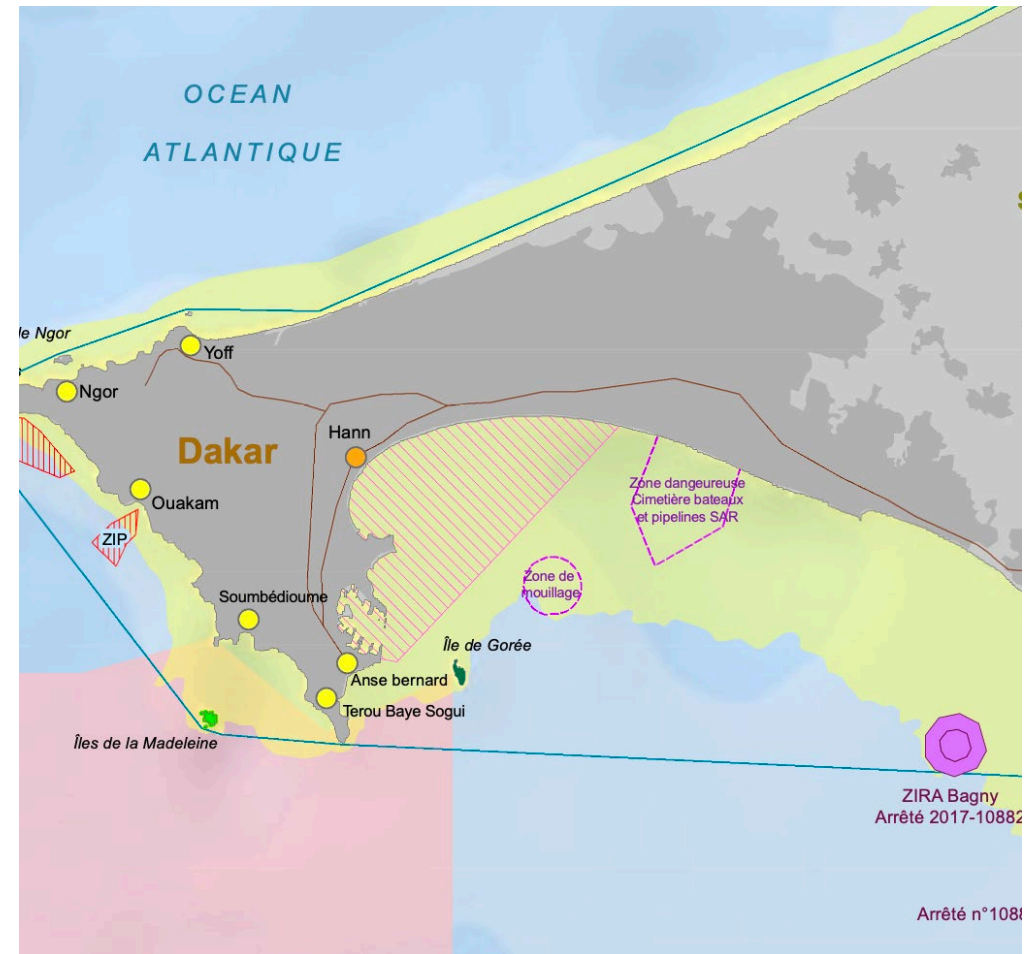 OCEAN
ATLANTIQUE
de Ngor
Yoff
Ngor
Hann
Dakar
Ouakam
Zone dangeureuse
Cimetière bateaux
et pipelines SAR
ZIP
Zone de
mouillage
Soumbédioume
Île de Gorée
Anse bernard
Terou Baye Sogui
Îles de la Madeleine
ZIRA Bagny
Arrêté 2017-10882
Arrêté n°108